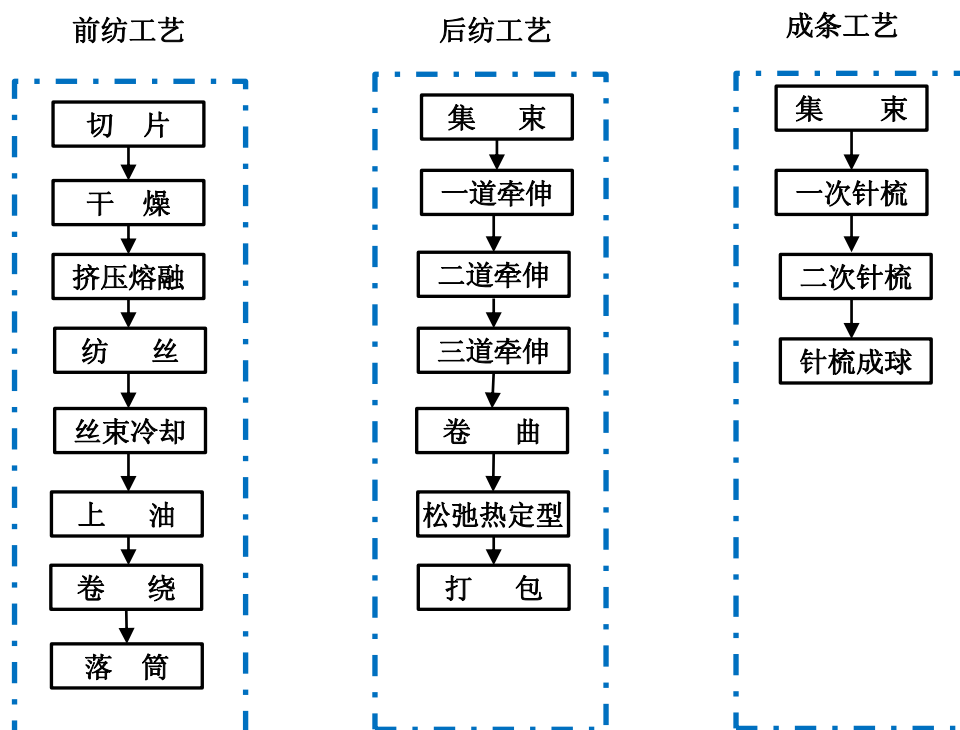 前纺工艺
切 片
干 燥
挤压熔融
纺 丝
丝束冷却
上 油
卷 绕
落 筒
后纺工艺
集 束
一道牵伸
二道牵伸
三道牵伸
卷 曲
松弛热定型
打 包
成条工艺
集 束
一次针梳
二次针梳
针梳成球